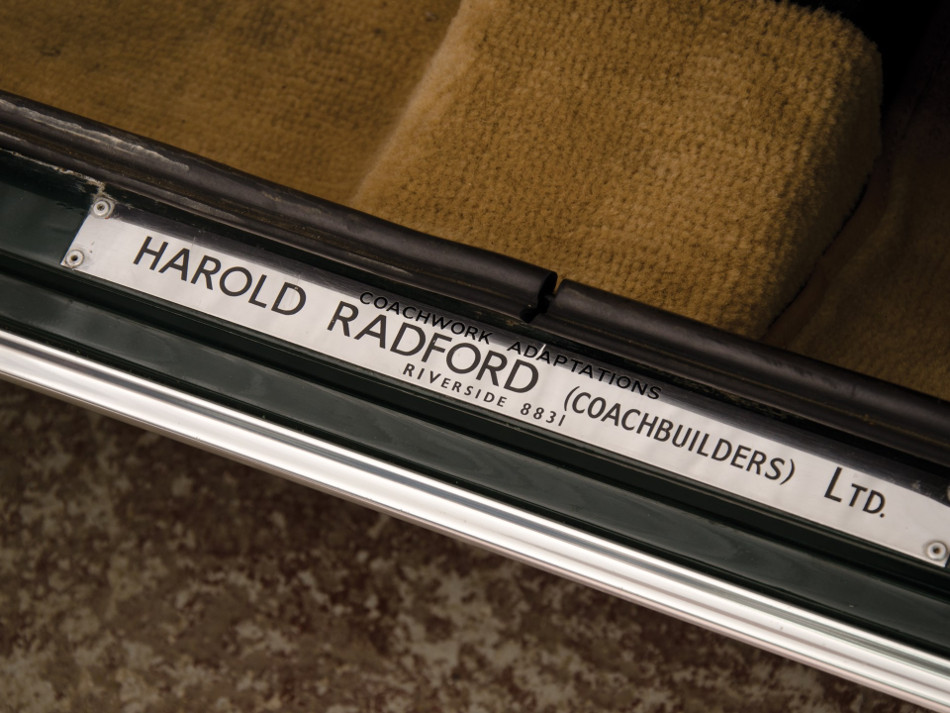 COACHWORK ADAPTATIONS
HAROLD RADFORD (COACHBUILDERS) LTD.
RIVERSIDE 8831